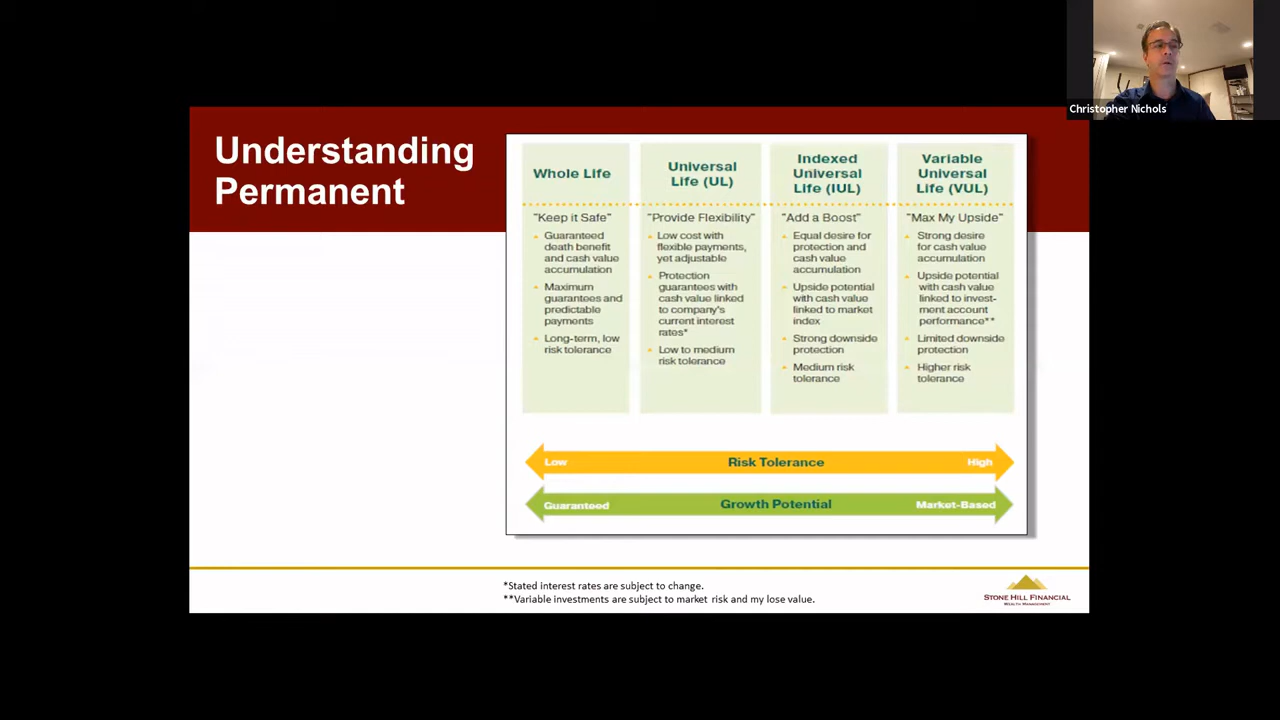 Christopher Nichols
Understanding
Permanent
Whole Life
"Keep it Safe"
Guaranteed
death benefit
and cash value
accumulation
Maximum
guarantees and
predictable
payments
Long-term, low
risk tolerance
Universal
Life (UL)
"Provide Flexibility"
Low cost with
flexible payments,
yet adjustable
Protection
guarantees with
cash value linked
to company's
current interest
rates*
Low to medium
risk tolerance
Indexed
Universal
Life (IUL)
"Add a Boost"
Equal desire for
protection and
cash value
accumulation
Upside potential
with cash value
linked to market
index
Strong downside
protection
Medium risk
tolerance
Variable
Universal
Life (VUL)
"Max My Upside"
Strong desire
for cash value
accumulation
Upside potential
with cash value
linked to invest-
ment account
performance**
Limited downside
protection
Higher risk
tolerance
Low Risk Tolerance High
Guaranteed Growth Potential Market-Based
*Stated interest rates are subject to change.
**Variable investments are subject to market risk and my lose value.
STONE HILL FINANCIAL
WEALTH MANAGEMENT